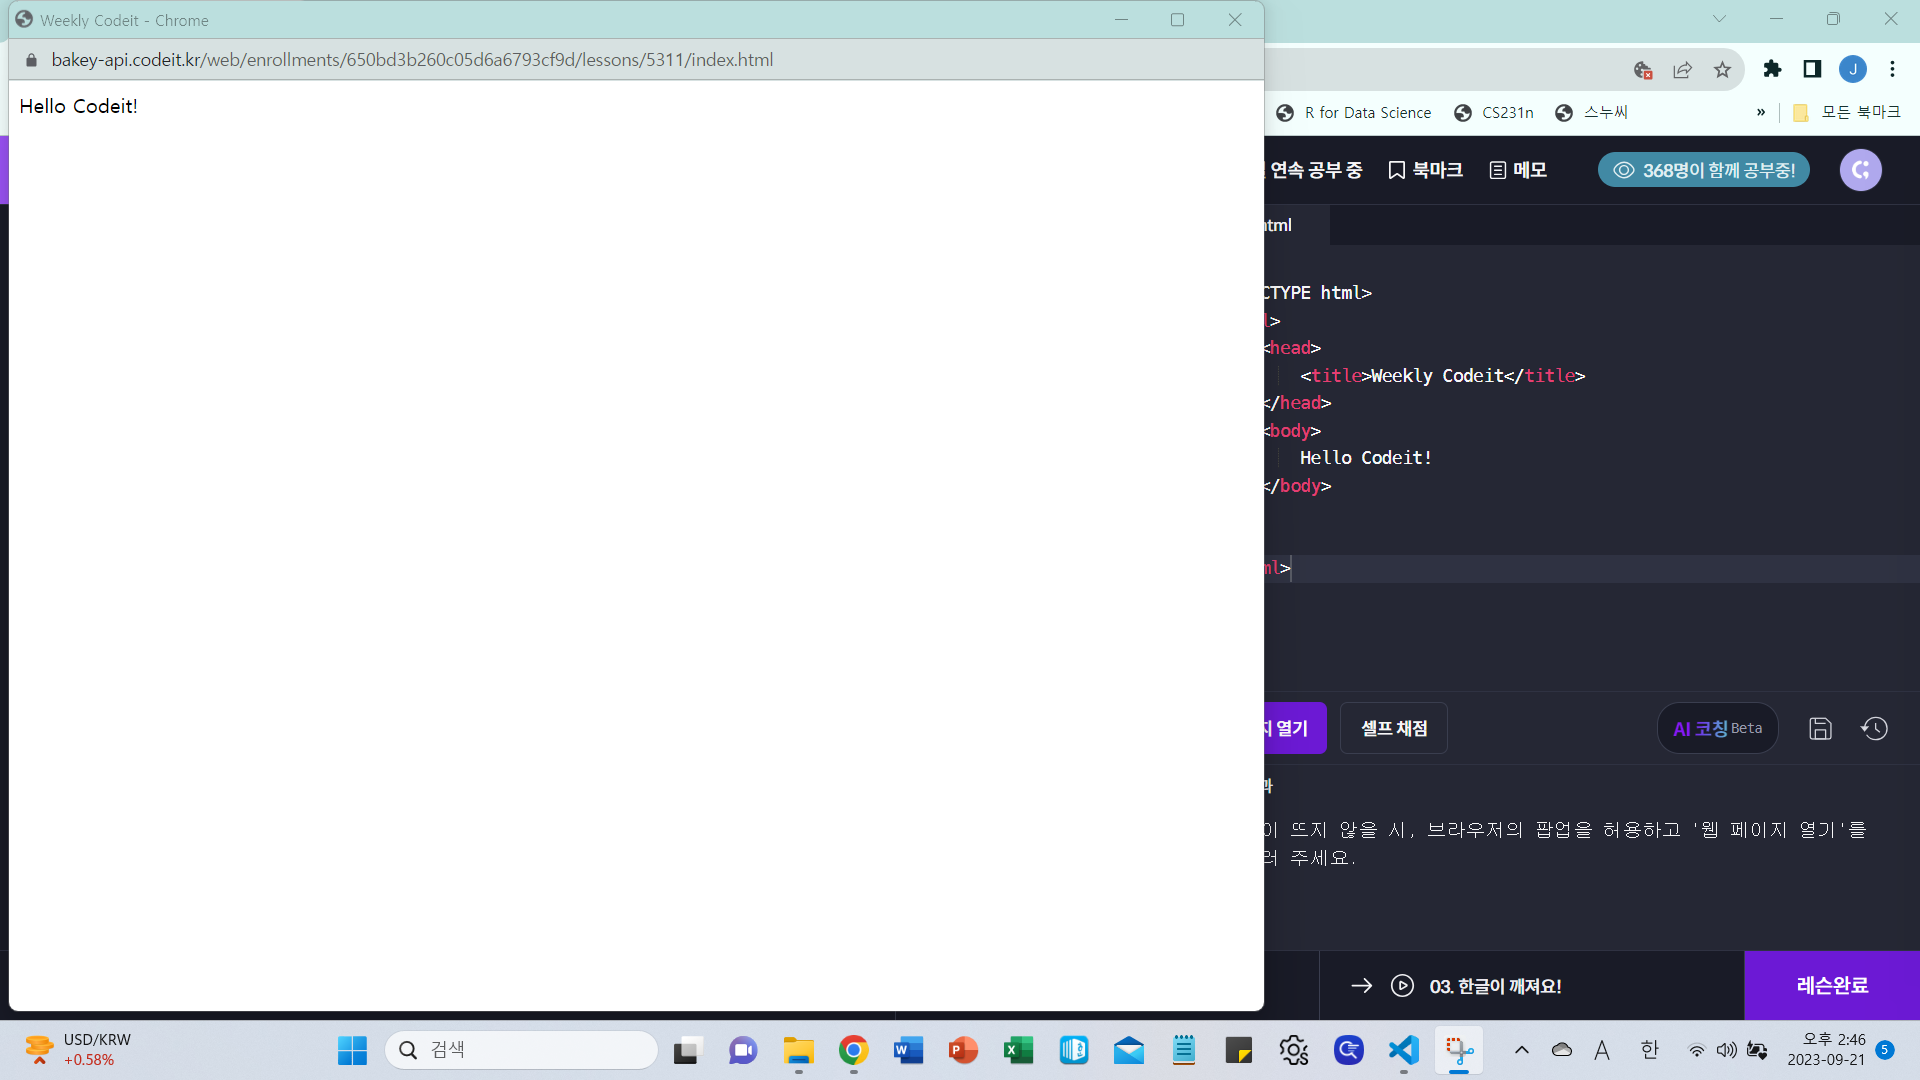 Weekly Codeit - Chrome
bakey-api.codeit.kr/web/enrollments/650bd3b260c05d6a6793cf9d/lessons/5311/index.html
Hello Codeit!
J
R for Data Science
CS231n
스누씨
»
모든 북마크
연속 공부 중
북마크
메모
368명이 함께 공부중!
html
CTYPE html>
l>
<head>
<title>Weekly Codeit</title>
</head>
<body>
Hello Codeit!
</body>
ml>
지 열기
셀프 채점
AI 코칭 Beta
과
이 뜨지 않을 시, 브라우저의 팝업을 허용하고 '웹 페이지 열기'를
러 주세요.
03. 한글이 깨져요!
레슨완료
USD/KRW
+0.58%
검색
A
한
오후 2:46
2023-09-21
5